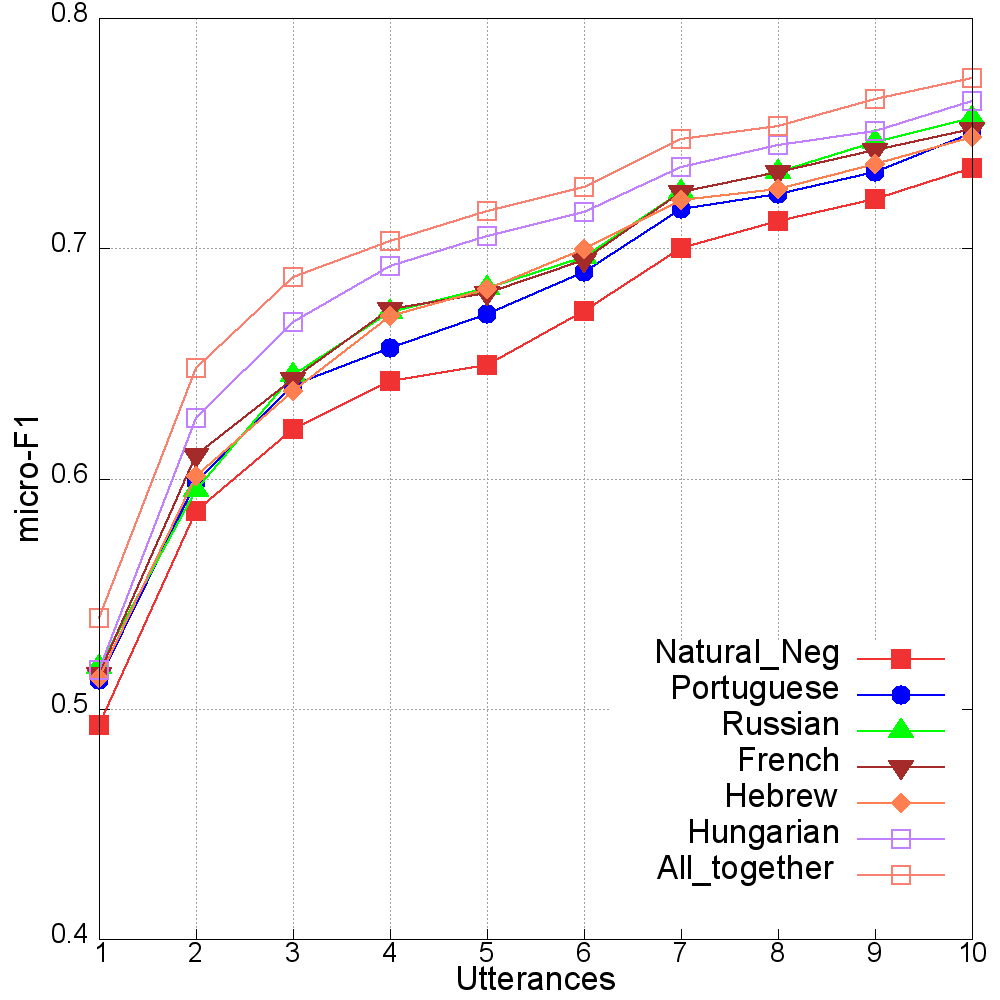 0.8
0.7
0.6
0.5
0.4
micro-F1
Natural_Neg
Portuguese
Russian
French
Hebrew
Hungarian
All_together
1 2 3 4 5 6 7 8 9 10
Utterances